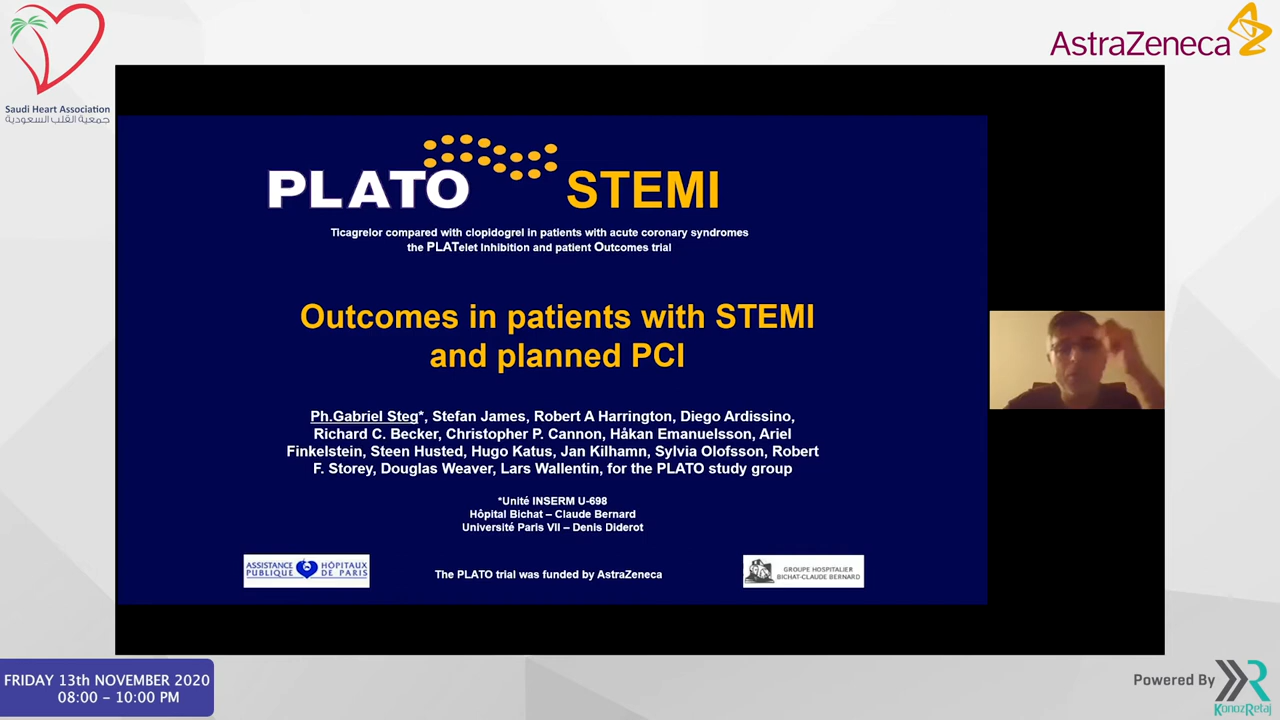 Saudi Heart Association
جمعية القلب السعودية
AstraZeneca
PLATO STEMI
Ticagrelor compared with clopidogrel in patients with acute coronary syndromes
the PLATelet Inhibition and patient Outcomes trial
Outcomes in patients with STEMI
and planned PCI
Ph.Gabriel Steg*, Stefan James, Robert A Harrington, Diego Ardissino,
Richard C. Becker, Christopher P. Cannon, Håkan Emanuelsson, Ariel
Finkelstein, Steen Husted, Hugo Katus, Jan Kilhamn, Sylvia Olofsson, Robert
F. Storey, Douglas Weaver, Lars Wallentin, for the PLATO study group
*Unité INSERM U-698
Hôpital Bichat – Claude Bernard
Université Paris VII – Denis Diderot
ASSISTANCE HÔPITAUX
PUBLIQUE DE PARIS
The PLATO trial was funded by AstraZeneca
GROUPE HOSPITALIER
BICHAT-CLAUDE BERNARD
FRIDAY 13th NOVEMBER 2020
08:00 – 10:00 PM
Powered By
KonozRetaj